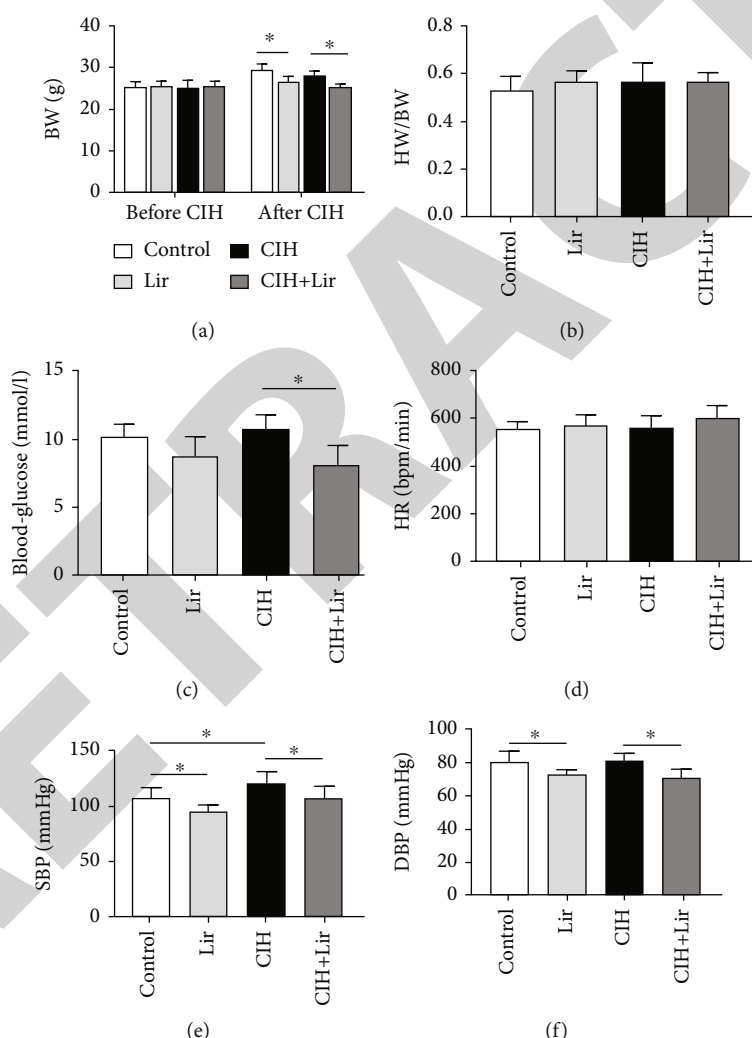 *
*
40
30
20
10
0
BW (g)
Before CIH
After CIH
Control
CIH
Lir
CIH+Lir
(a)
0.8
0.6
0.4
0.2
0.0
HW/BW
Control
Lir
CIH
CIH+Lir
(b)
15
10
5
0
Blood-glucose (mmol/l)
*
Control
Lir
CIH
CIH+Lir
(c)
800
600
400
200
0
HR (bpm/min)
Control
Lir
CIH
CIH+Lir
(d)
150
100
50
0
SBP (mmHg)
*
*
*
Control
Lir
CIH
CIH+Lir
(e)
100
80
60
40
20
0
DBP (mmHg)
*
*
Control
Lir
CIH
CIH+Lir
(f)